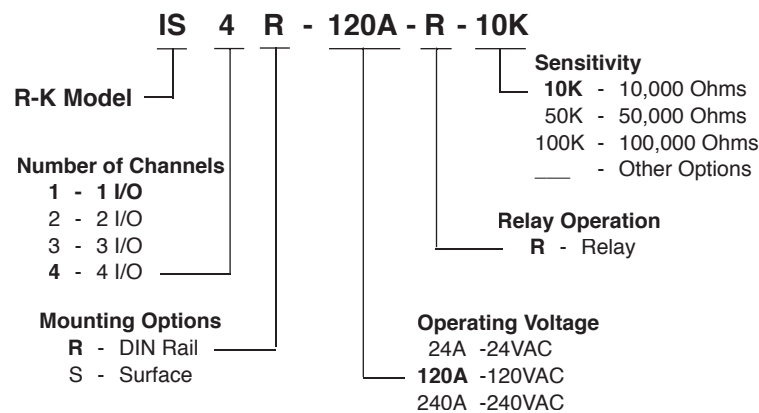 IS 4 R - 120A - R - 10K
Sensitivity
10K - 10,000 Ohms
50K - 50,000 Ohms
100K - 100,000 Ohms
___ - Other Options
R-K Model
Number of Channels
1 - 1 I/O
2 - 2 I/O
3 - 3 I/O
4 - 4 I/O
Relay Operation
R - Relay
Mounting Options
R - DIN Rail
S - Surface
Operating Voltage
24A -24VAC
120A -120VAC
240A -240VAC